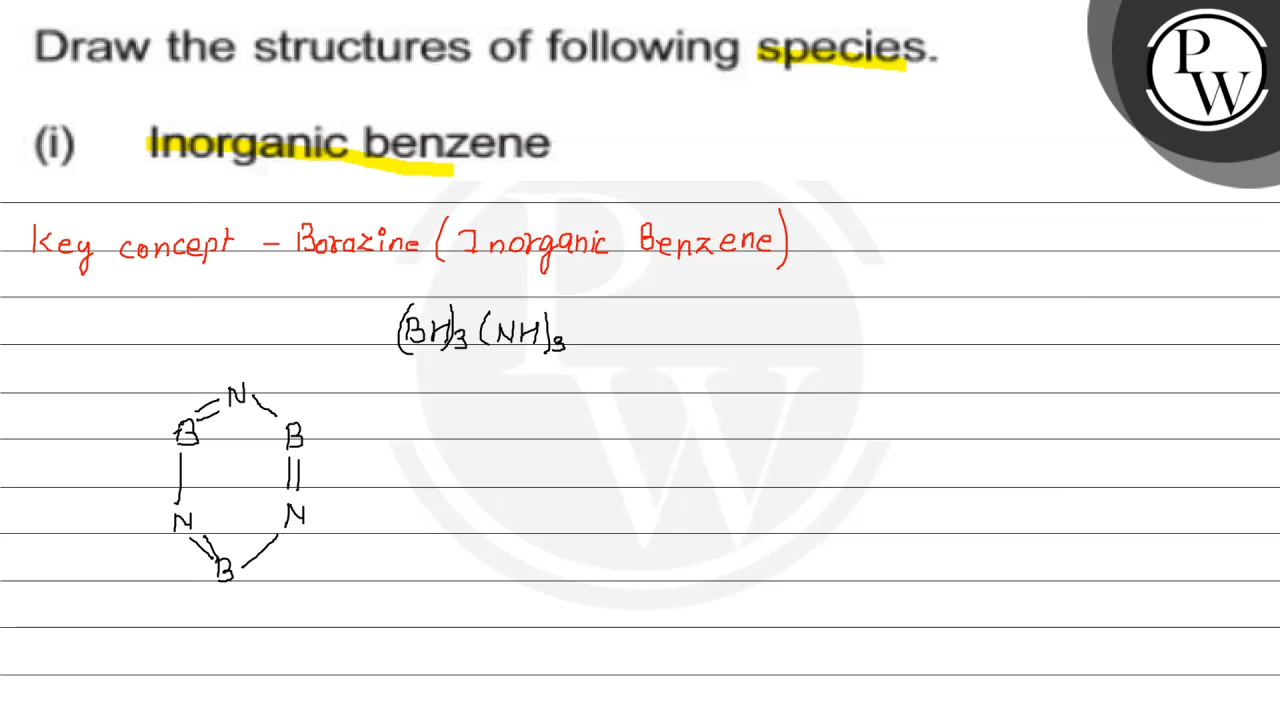 Draw the structures of following species.
P
W
(i) Inorganic benzene
Key concept - Borazine (Inorganic Benzene)
(BH)3 (NH)3
N
B B
N N
B